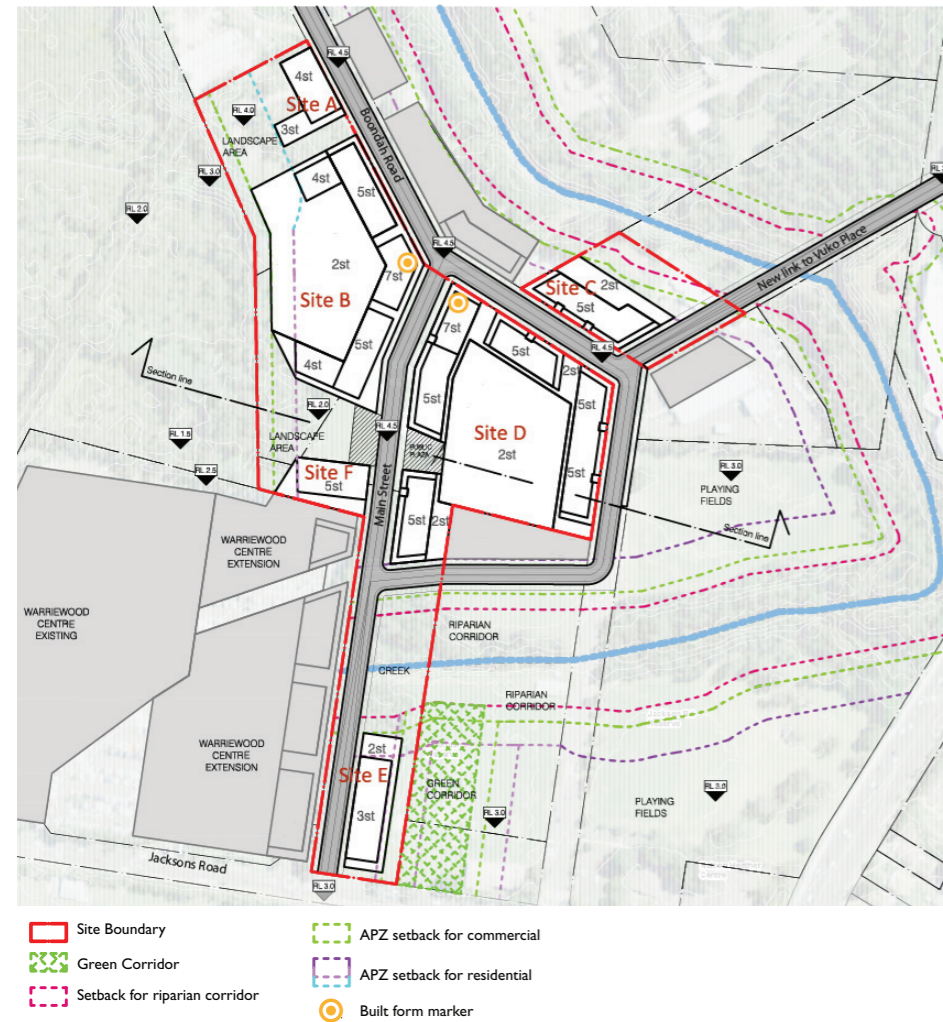 RL 4.5
4st
Site A
RL 4.0
3st
LANDSCAPE
AREA
Boondah Road
RL 3.0
4st
5st
RL 2.0
RL 4.5
2st
7st
Site B
New link to Vuko Place
Site C
2st
5st
7st
RL 4.5
5st
5st
4st
2st
5st
Section line
RL 2.0
5st
Site D
2st
RL 4.5
RL 1.5
LANDSCAPE
AREA
PUBLIC
PLAZA
RL 2.5
Site F
5st
5st
RL 3.0
PLAYING
FIELDS
Main Street
5st
2st
Section line
WARRIEWOOD
CENTRE
EXTENSION
WARRIEWOOD
CENTRE
EXISTING
RIPARIAN
CORRIDOR
CREEK
RIPARIAN
CORRIDOR
WARRIEWOOD
CENTRE
EXTENSION
2st
Site E
GREEN
CORRIDOR
3st
RL 3.0
RL 3.0
PLAYING
FIELDS
Jacksons Road
RL 3.0
Site Boundary
Green Corridor
Setback for riparian corridor
APZ setback for commercial
APZ setback for residential
Built form marker